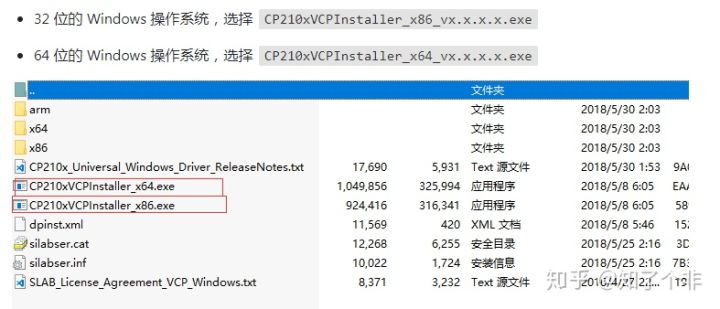 32 位的 Windows 操作系统，选择 CP210xVCPInstaller_x86_vx.x.x.x.exe
64 位的 Windows 操作系统，选择 CP210xVCPInstaller_x64_vx.x.x.x.exe
.. 文件夹
arm 文件夹 2018/5/30 2:03
x64 文件夹 2018/5/30 2:03
x86 文件夹 2018/5/30 2:03
CP210x_Universal_Windows_Driver_ReleaseNotes.txt 17,690 5,931 Text 源文件 2018/5/30 1:53 9A0
CP210xVCPInstaller_x64.exe 1,049,856 325,994 应用程序 2018/5/8 6:05 EAA
CP210xVCPInstaller_x86.exe 924,416 316,341 应用程序 2018/5/8 6:05
dpinst.xml 11,569 420 XML 文档 2018/5/8 5:46 152
silabser.cat 12,268 6,255 安全目录 2018/5/25 2:16 3D
silabser.inf 10,022 1,724 安装信息 2018/5/25 2:16 7B3
SLAB_License_Agreement_VCP_Windows.txt 8,371 3,232 Text 源文件 2016/4/27 22... 19
知乎 @知了个非